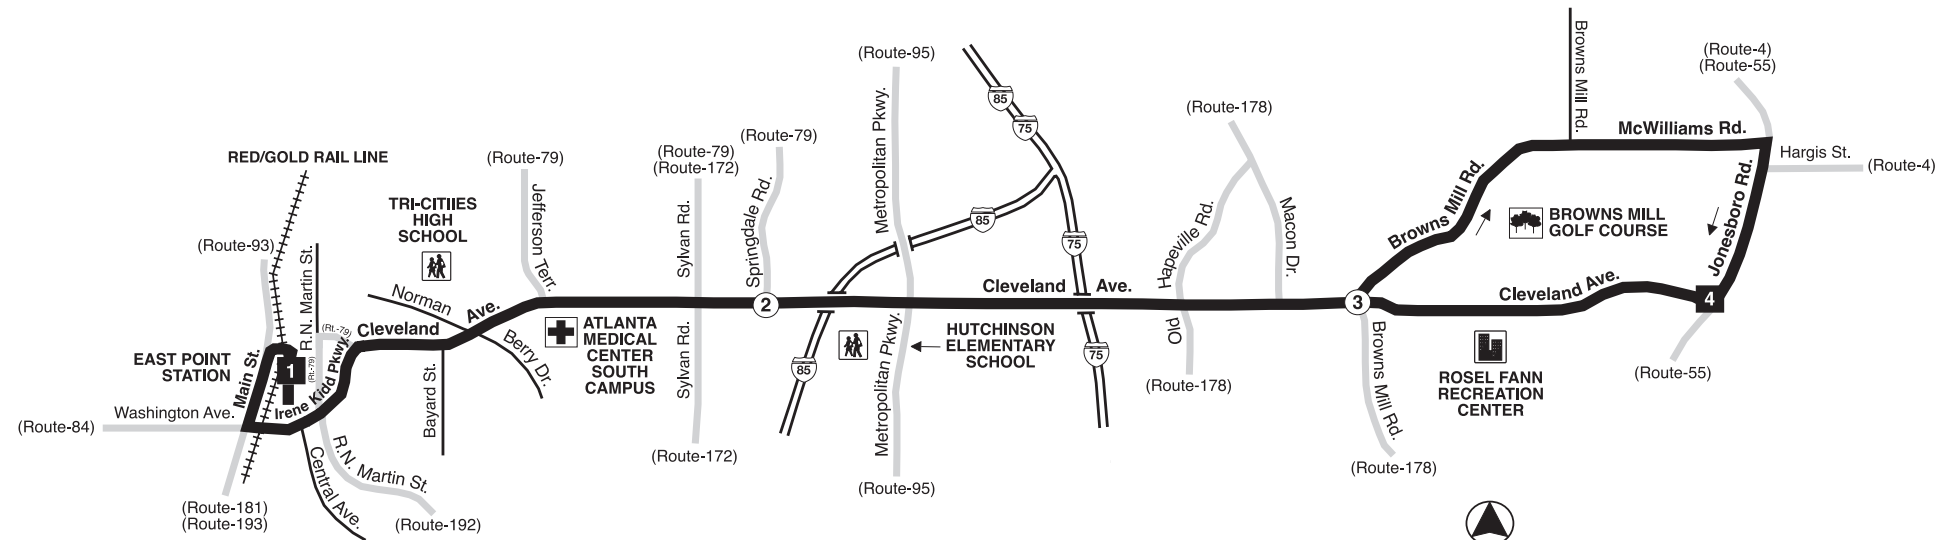 RED/GOLD RAIL LINE
(Route-93)
R.N. Martin St.
(Rt.-79)
(Rt.-79)
EAST POINT
STATION
1
Main St.
Irene Kidd Pkwy.
Washington Ave.
(Route-84)
(Route-181)
(Route-193)
Central Ave.
R.N. Martin St.
(Route-192)
TRI-CITIIES
HIGH
SCHOOL
Norman
Berry Dr.
Cleveland
Ave.
Bayard St.
(Route-79)
Jefferson Terr.
ATLANTA
MEDICAL
CENTER
SOUTH
CAMPUS
(Route-79)
(Route-172)
Sylvan Rd.
Sylvan Rd.
(Route-172)
(Route-79)
Springdale Rd.
2
(Route-95)
Metropolitan Pkwy.
Metropolitan Pkwy.
(Route-95)
85
75
85
75
85
75
HUTCHINSON
ELEMENTARY
SCHOOL
Cleveland
Ave.
(Route-178)
Hapeville Rd.
Old
Macon Dr.
(Route-178)
3
Browns Mill Rd.
(Route-178)
Browns Mill Rd.
Browns Mill Rd.
McWilliams Rd.
(Route-4)
(Route-55)
Hargis St.
(Route-4)
Jonesboro Rd.
BROWNS MILL
GOLF COURSE
Cleveland Ave.
4
(Route-55)
ROSEL FANN
RECREATION
CENTER